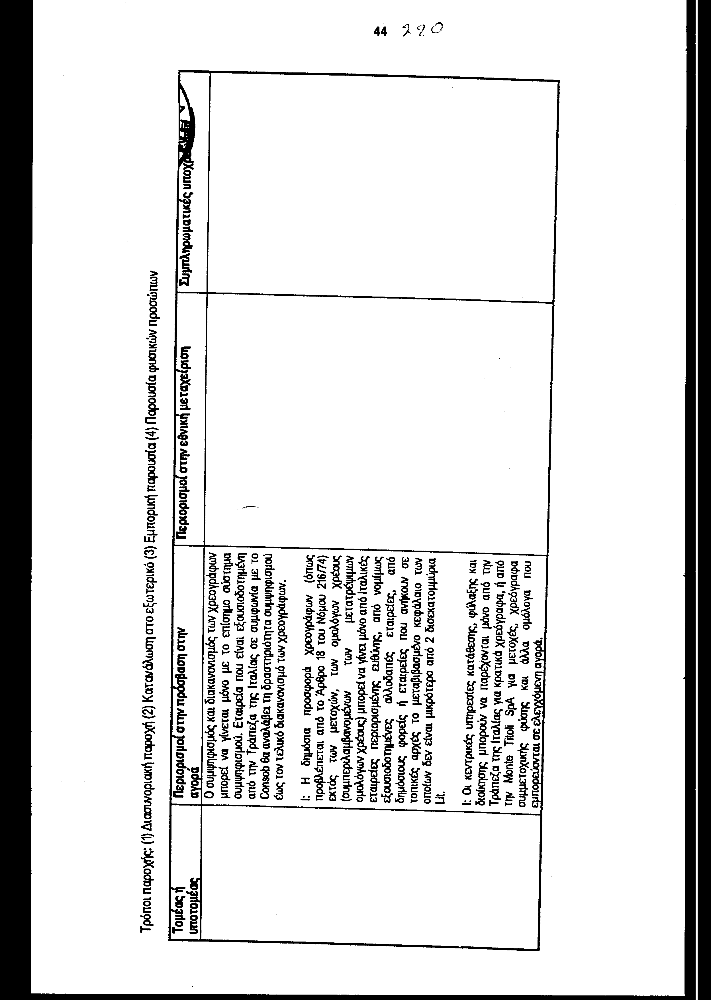 44 220
Τρόποι παροχής: (1) Διασυνοριακή παροχή (2) Κατανάλωση στο εξωτερικό (3) Εμπορική παρουσία (4) Παρουσία φυσικών προσώπων
Τομέας ή
υποτομέας
Περιορισμοί στην πρόσβαση στην
αγορά
Περιορισμοί στην εθνική μεταχείριση
Συμπληρωματικές
Ο συμψηφισμός και διακανονισμός των χρεογράφων
μπορεί να γίνεται μόνο με το επίσημο σύστημα
συμψηφισμού. Εταιρεία που είναι εξουσιοδοτημένη
από την Τράπεζα της Ιταλίας σε συμφωνία με το
Consob θα αναλάβει τη δραστηριότητα συμψηφισμού
έως τον τελικό διακανονισμό των χρεογράφων.
Ι: Η δημόσια προσφορά χρεογράφων (όπως
προβλέπεται από το Άρθρο 18 του Νόμου 216/74)
εκτός των μετοχών, των ομολόγων χρέους
(συμπεριλαμβανομένων των μετατρέψιμων
ομολόγων χρέους) μπορεί να γίνει μόνο από Ιταλικές
εταιρείες περιορισμένης ευθύνης, από νομίμως
εξουσιοδοτημένες αλλοδαπές εταιρείες, από
δημόσιους φορείς ή εταιρείες που ανήκουν σε
τοπικές αρχές το μεταβιβασμένο κεφάλαιο των
οποίων δεν είναι μικρότερο από 2 δισεκατομμύρια
Lit.
Ι: Οι κεντρικές υπηρεσίες κατάθεσης, φύλαξης και
διοίκησης μπορούν να παρέχονται μόνο από την
Τράπεζα της Ιταλίας για κρατικά χρεόγραφα, ή από
την Monte Titoli SpA για μετοχές, χρεόγραφα
συμμετοχικής φύσης και άλλα ομόλογα που
εμπορεύονται σε ελεγχόμενη αγορά.